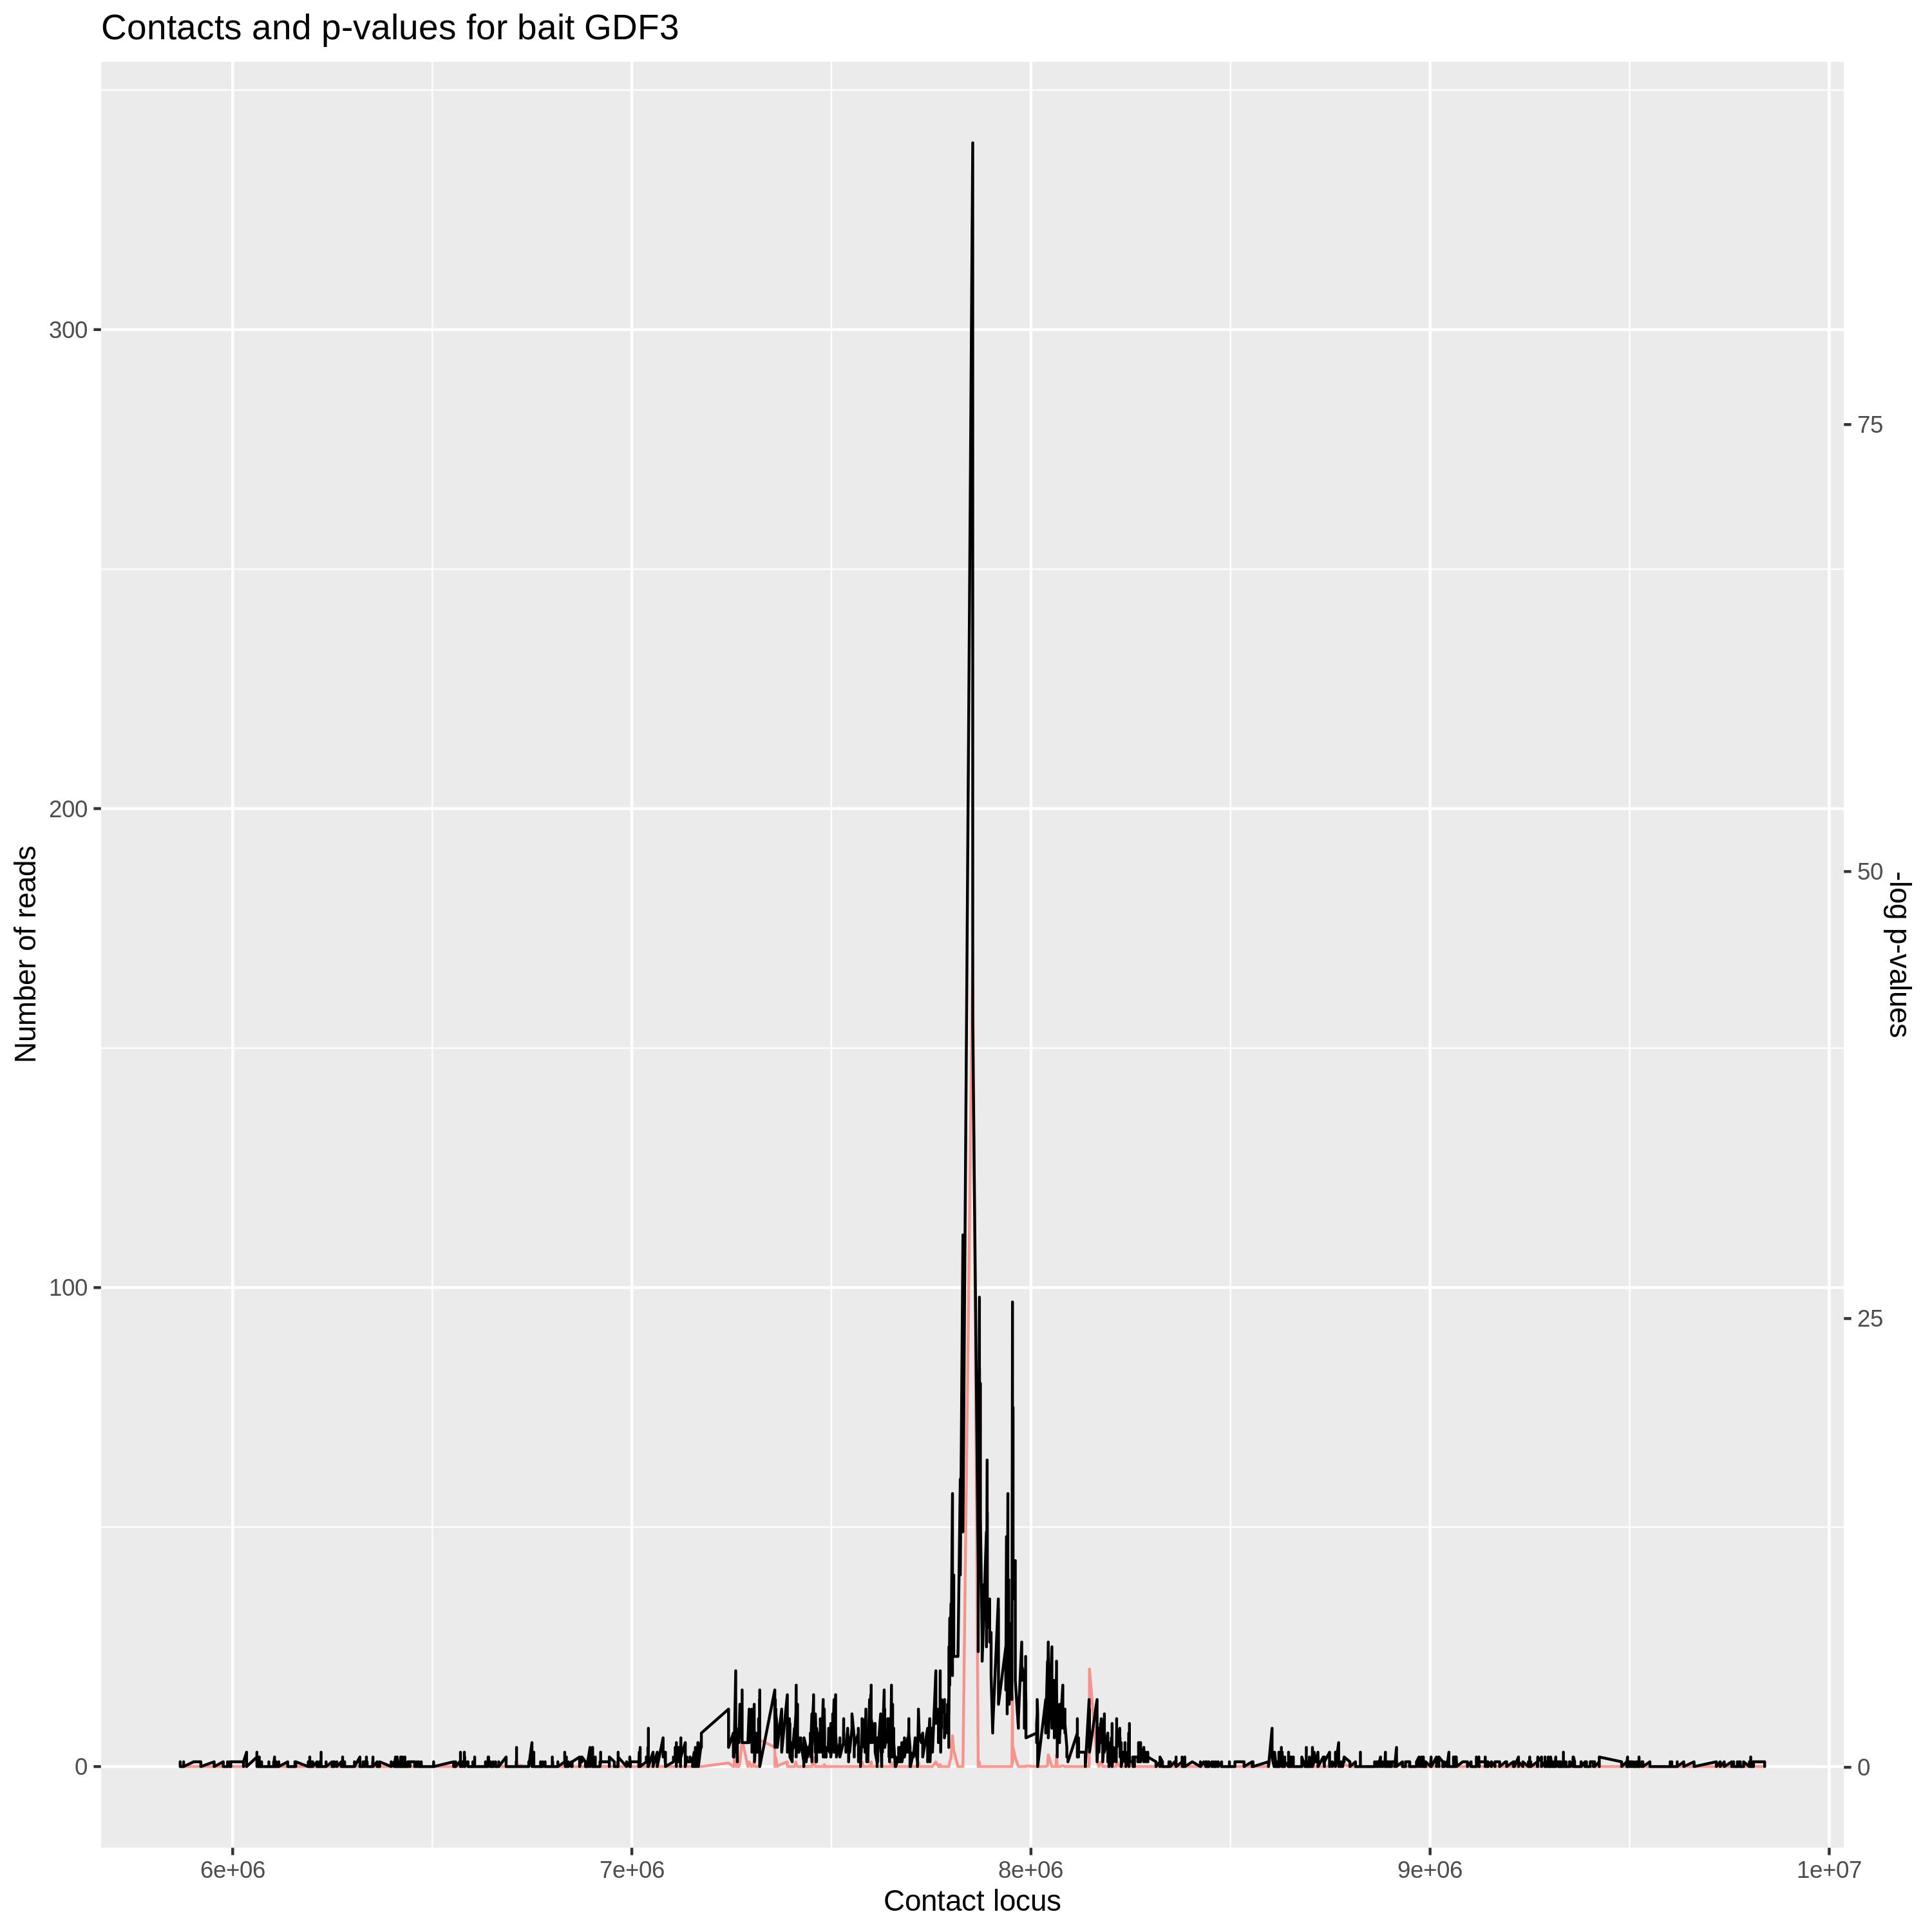 Contacts and p-values for bait GDF3
300
200
100
0
Number of reads
75
50
25
0
-log p-values
6e+06
7e+06
8e+06
9e+06
1e+07
Contact locus